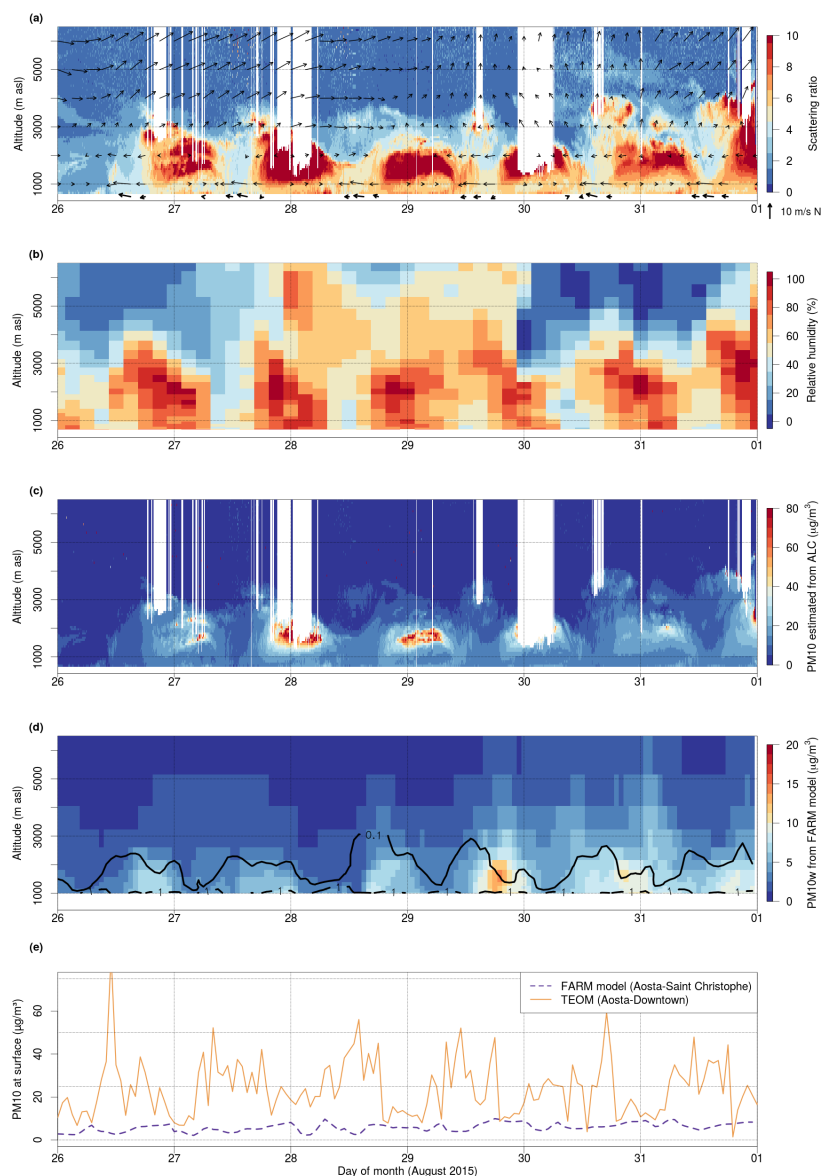 (a)
Altitude (m asl)
1000 3000 5000
26 27 28 29 30 31 01
0 2 4 6 8 10
Scattering ratio
10 m/s N
(b)
Altitude (m asl)
1000 3000 5000
26 27 28 29 30 31 01
0 20 40 60 80 100
Relative humidity (%)
(c)
Altitude (m asl)
1000 3000 5000
26 27 28 29 30 31 01
0 20 40 60 80
PM10 estimated from ALC (µg/m³)
(d)
Altitude (m asl)
1000 3000 5000
0.1
1 1 1 1 1 1 1
26 27 28 29 30 31 01
0 5 10 15 20
PM10w from FARM model (µg/m³)
(e)
PM10 at surface (µg/m³)
0 20 40 60
FARM model (Aosta-Saint Christophe)
TEOM (Aosta-Downtown)
26 27 28 29 30 31 01
Day of month (August 2015)